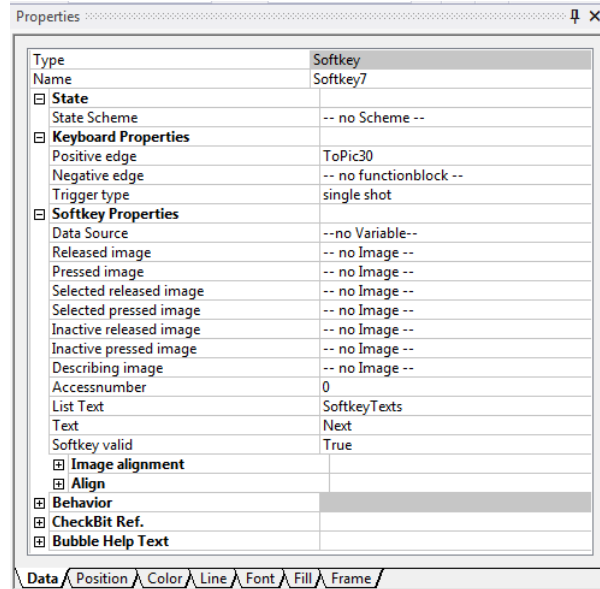 Properties
Type Softkey
Name Softkey7
State
State Scheme -- no Scheme --
Keyboard Properties
Positive edge ToPic30
Negative edge -- no functionblock --
Trigger type single shot
Softkey Properties
Data Source --no Variable--
Released image -- no Image --
Pressed image -- no Image --
Selected released image -- no Image --
Selected pressed image -- no Image --
Inactive released image -- no Image --
Inactive pressed image -- no Image --
Describing image -- no Image --
Accessnumber 0
List Text SoftkeyTexts
Text Next
Softkey valid True
Image alignment
Align
Behavior
CheckBit Ref.
Bubble Help Text
Data Position Color Line Font Fill Frame